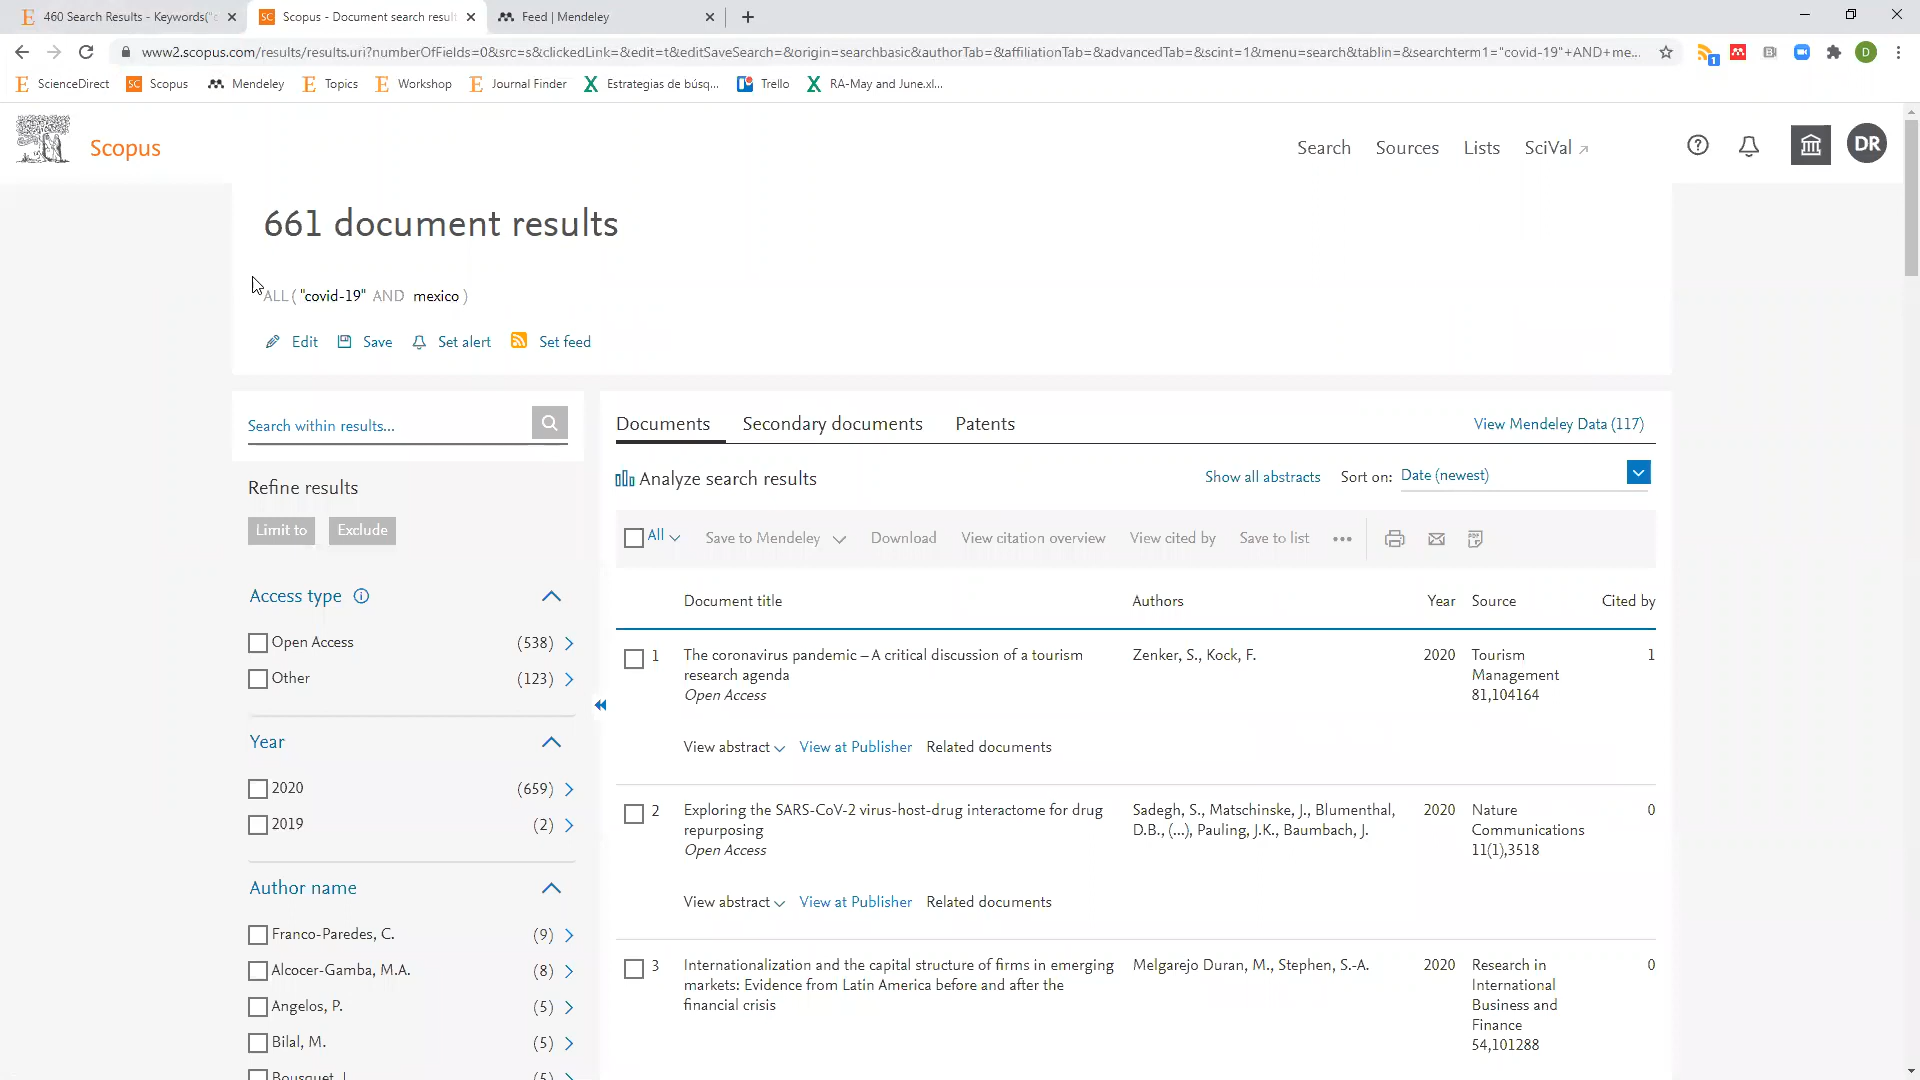 460 Search Results - Keywords("c
Scopus - Document search result
Feed | Mendeley
www2.scopus.com/results/results.uri?numberOfFields=0&src=s&clickedLink=&edit=t&editSaveSearch=&origin=searchbasic&authorTab=&affiliationTab=&advancedTab=&scint=1&menu=search&tablin=&searchterm1="covid-19"+AND+me...
1
D
ScienceDirect
SC Scopus
Mendeley
Topics
Workshop
Journal Finder
Estrategias de búsq...
Trello
RA-May and June.xl...
Scopus
Search Sources Lists SciVal
DR
661 document results
ALL ( "covid-19" AND mexico )
Edit Save Set alert Set feed
Search within results...
Refine results
Limit to Exclude
Access type
Open Access (538)
Other (123)
Year
2020 (659)
2019 (2)
Author name
Franco-Paredes, C. (9)
Alcocer-Gamba, M.A. (8)
Angelos, P. (5)
Bilal, M. (5)
Documents Secondary documents Patents View Mendeley Data (117)
Analyze search results Show all abstracts Sort on: Date (newest)
All Save to Mendeley Download View citation overview View cited by Save to list
Document title Authors Year Source Cited by
1 The coronavirus pandemic – A critical discussion of a tourism Zenker, S., Kock, F. 2020 Tourism 1
research agenda Management
Open Access 81,104164
View abstract View at Publisher Related documents
2 Exploring the SARS-CoV-2 virus-host-drug interactome for drug Sadegh, S., Matschinske, J., Blumenthal, 2020 Nature 0
repurposing D.B., (...), Pauling, J.K., Baumbach, J. Communications
Open Access 11(1),3518
View abstract View at Publisher Related documents
3 Internationalization and the capital structure of firms in emerging Melgarejo Duran, M., Stephen, S.-A. 2020 Research in 0
markets: Evidence from Latin America before and after the International
financial crisis Business and
Finance
54,101288